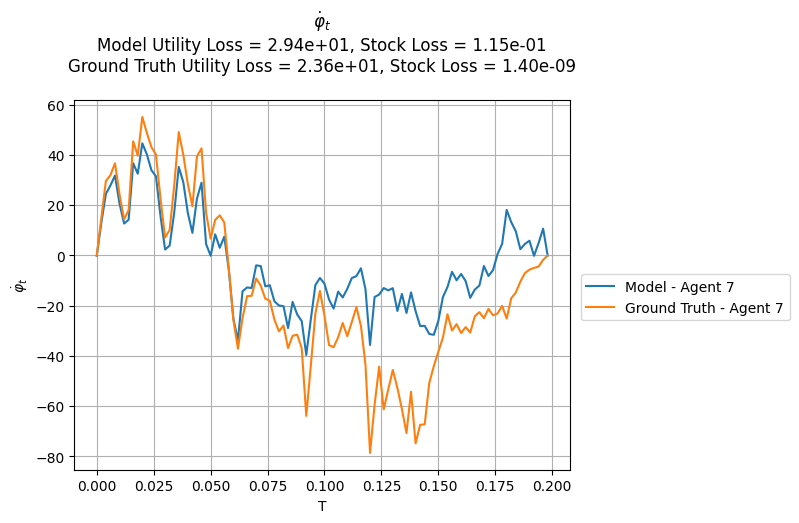 φ̇_t
Model Utility Loss = 2.94e+01, Stock Loss = 1.15e-01
Ground Truth Utility Loss = 2.36e+01, Stock Loss = 1.40e-09
60
40
20
0
−20
−40
−60
−80
φ̇_t
0.000
0.025
0.050
0.075
0.100
0.125
0.150
0.175
0.200
T
Model - Agent 7
Ground Truth - Agent 7